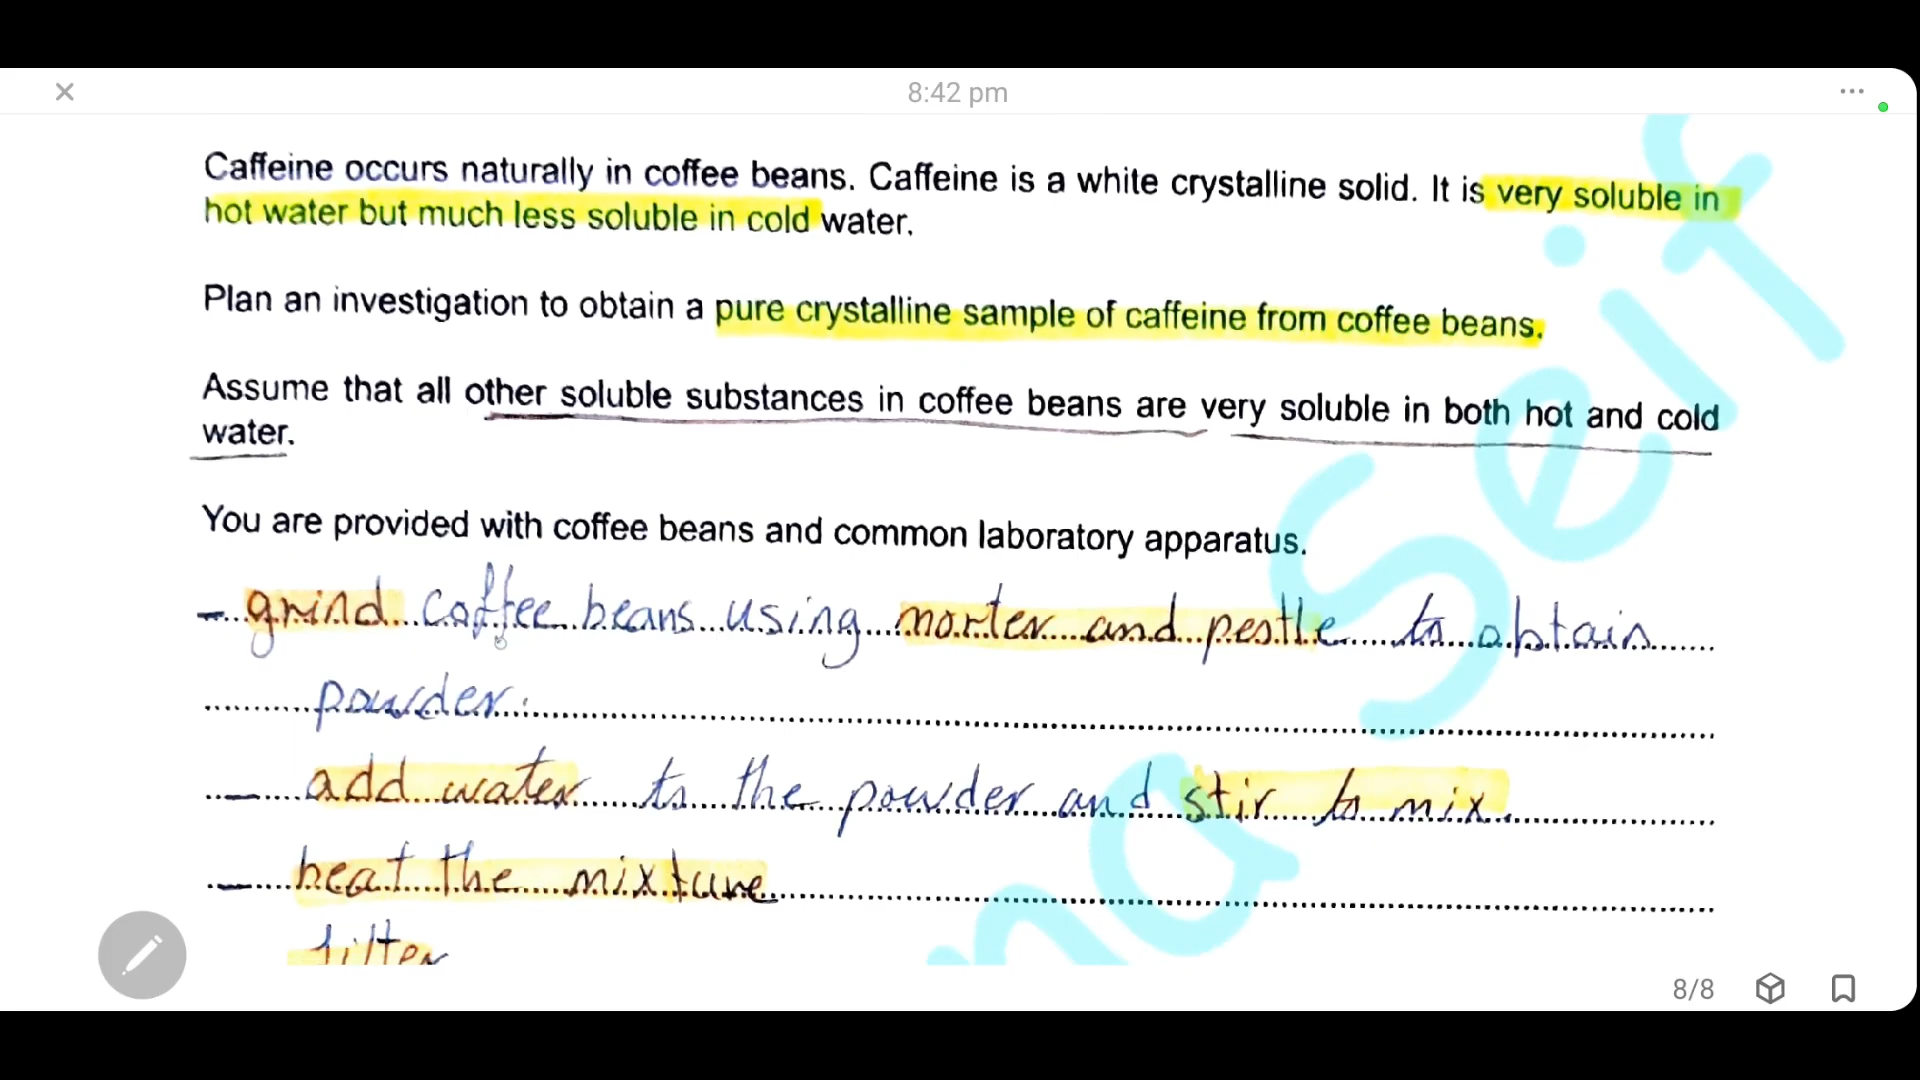 8:42 pm
Caffeine occurs naturally in coffee beans. Caffeine is a white crystalline solid. It is very soluble in
hot water but much less soluble in cold water.
Plan an investigation to obtain a pure crystalline sample of caffeine from coffee beans.
Assume that all other soluble substances in coffee beans are very soluble in both hot and cold
water.
You are provided with coffee beans and common laboratory apparatus.
- grind coffee beans using morter and pestle to obtain
powder.
- add water to the powder and stir to mix.
- heat the mixture
filter
na Seif
8/8